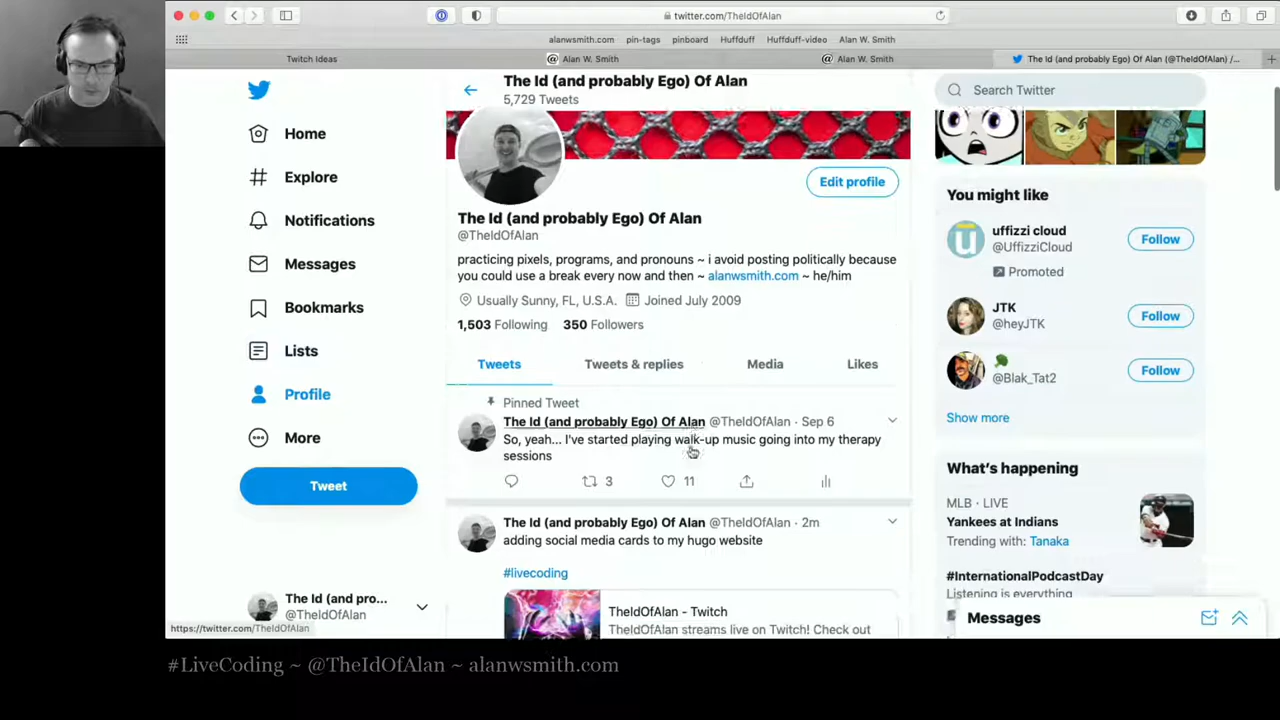 twitter.com/TheIdOfAlan
alanwsmith.com pin-tags pinboard Huffduff Huffduff-video Alan W. Smith
Twitch Ideas
@ Alan W. Smith
@ Alan W. Smith
The Id (and probably Ego) Of Alan (@TheIdOfAlan) /...
The Id (and probably Ego) Of Alan
5,729 Tweets
Search Twitter
Home
Explore
Notifications
Messages
Bookmarks
Lists
Profile
More
Tweet
The Id (and pro...
@TheIdOfAlan
https://twitter.com/TheIdOfAlan
Edit profile
The Id (and probably Ego) Of Alan
@TheIdOfAlan
practicing pixels, programs, and pronouns ~ i avoid posting politically because
you could use a break every now and then ~ alanwsmith.com ~ he/him
Usually Sunny, FL, U.S.A. Joined July 2009
1,503 Following 350 Followers
Tweets Tweets & replies Media Likes
Pinned Tweet
The Id (and probably Ego) Of Alan @TheIdOfAlan · Sep 6
So, yeah... I've started playing walk-up music going into my therapy
sessions
3 11
The Id (and probably Ego) Of Alan @TheIdOfAlan · 2m
adding social media cards to my hugo website
#livecoding
TheIdOfAlan - Twitch
TheIdOfAlan streams live on Twitch! Check out
You might like
uffizzi cloud
@UffizziCloud
Follow
Promoted
JTK
@heyJTK
Follow
@Blak_Tat2
Follow
Show more
What's happening
MLB · LIVE
Yankees at Indians
Trending with: Tanaka
#InternationalPodcastDay
Listening is everything
Messages
#LiveCoding ~ @TheIdOfAlan ~ alanwsmith.com